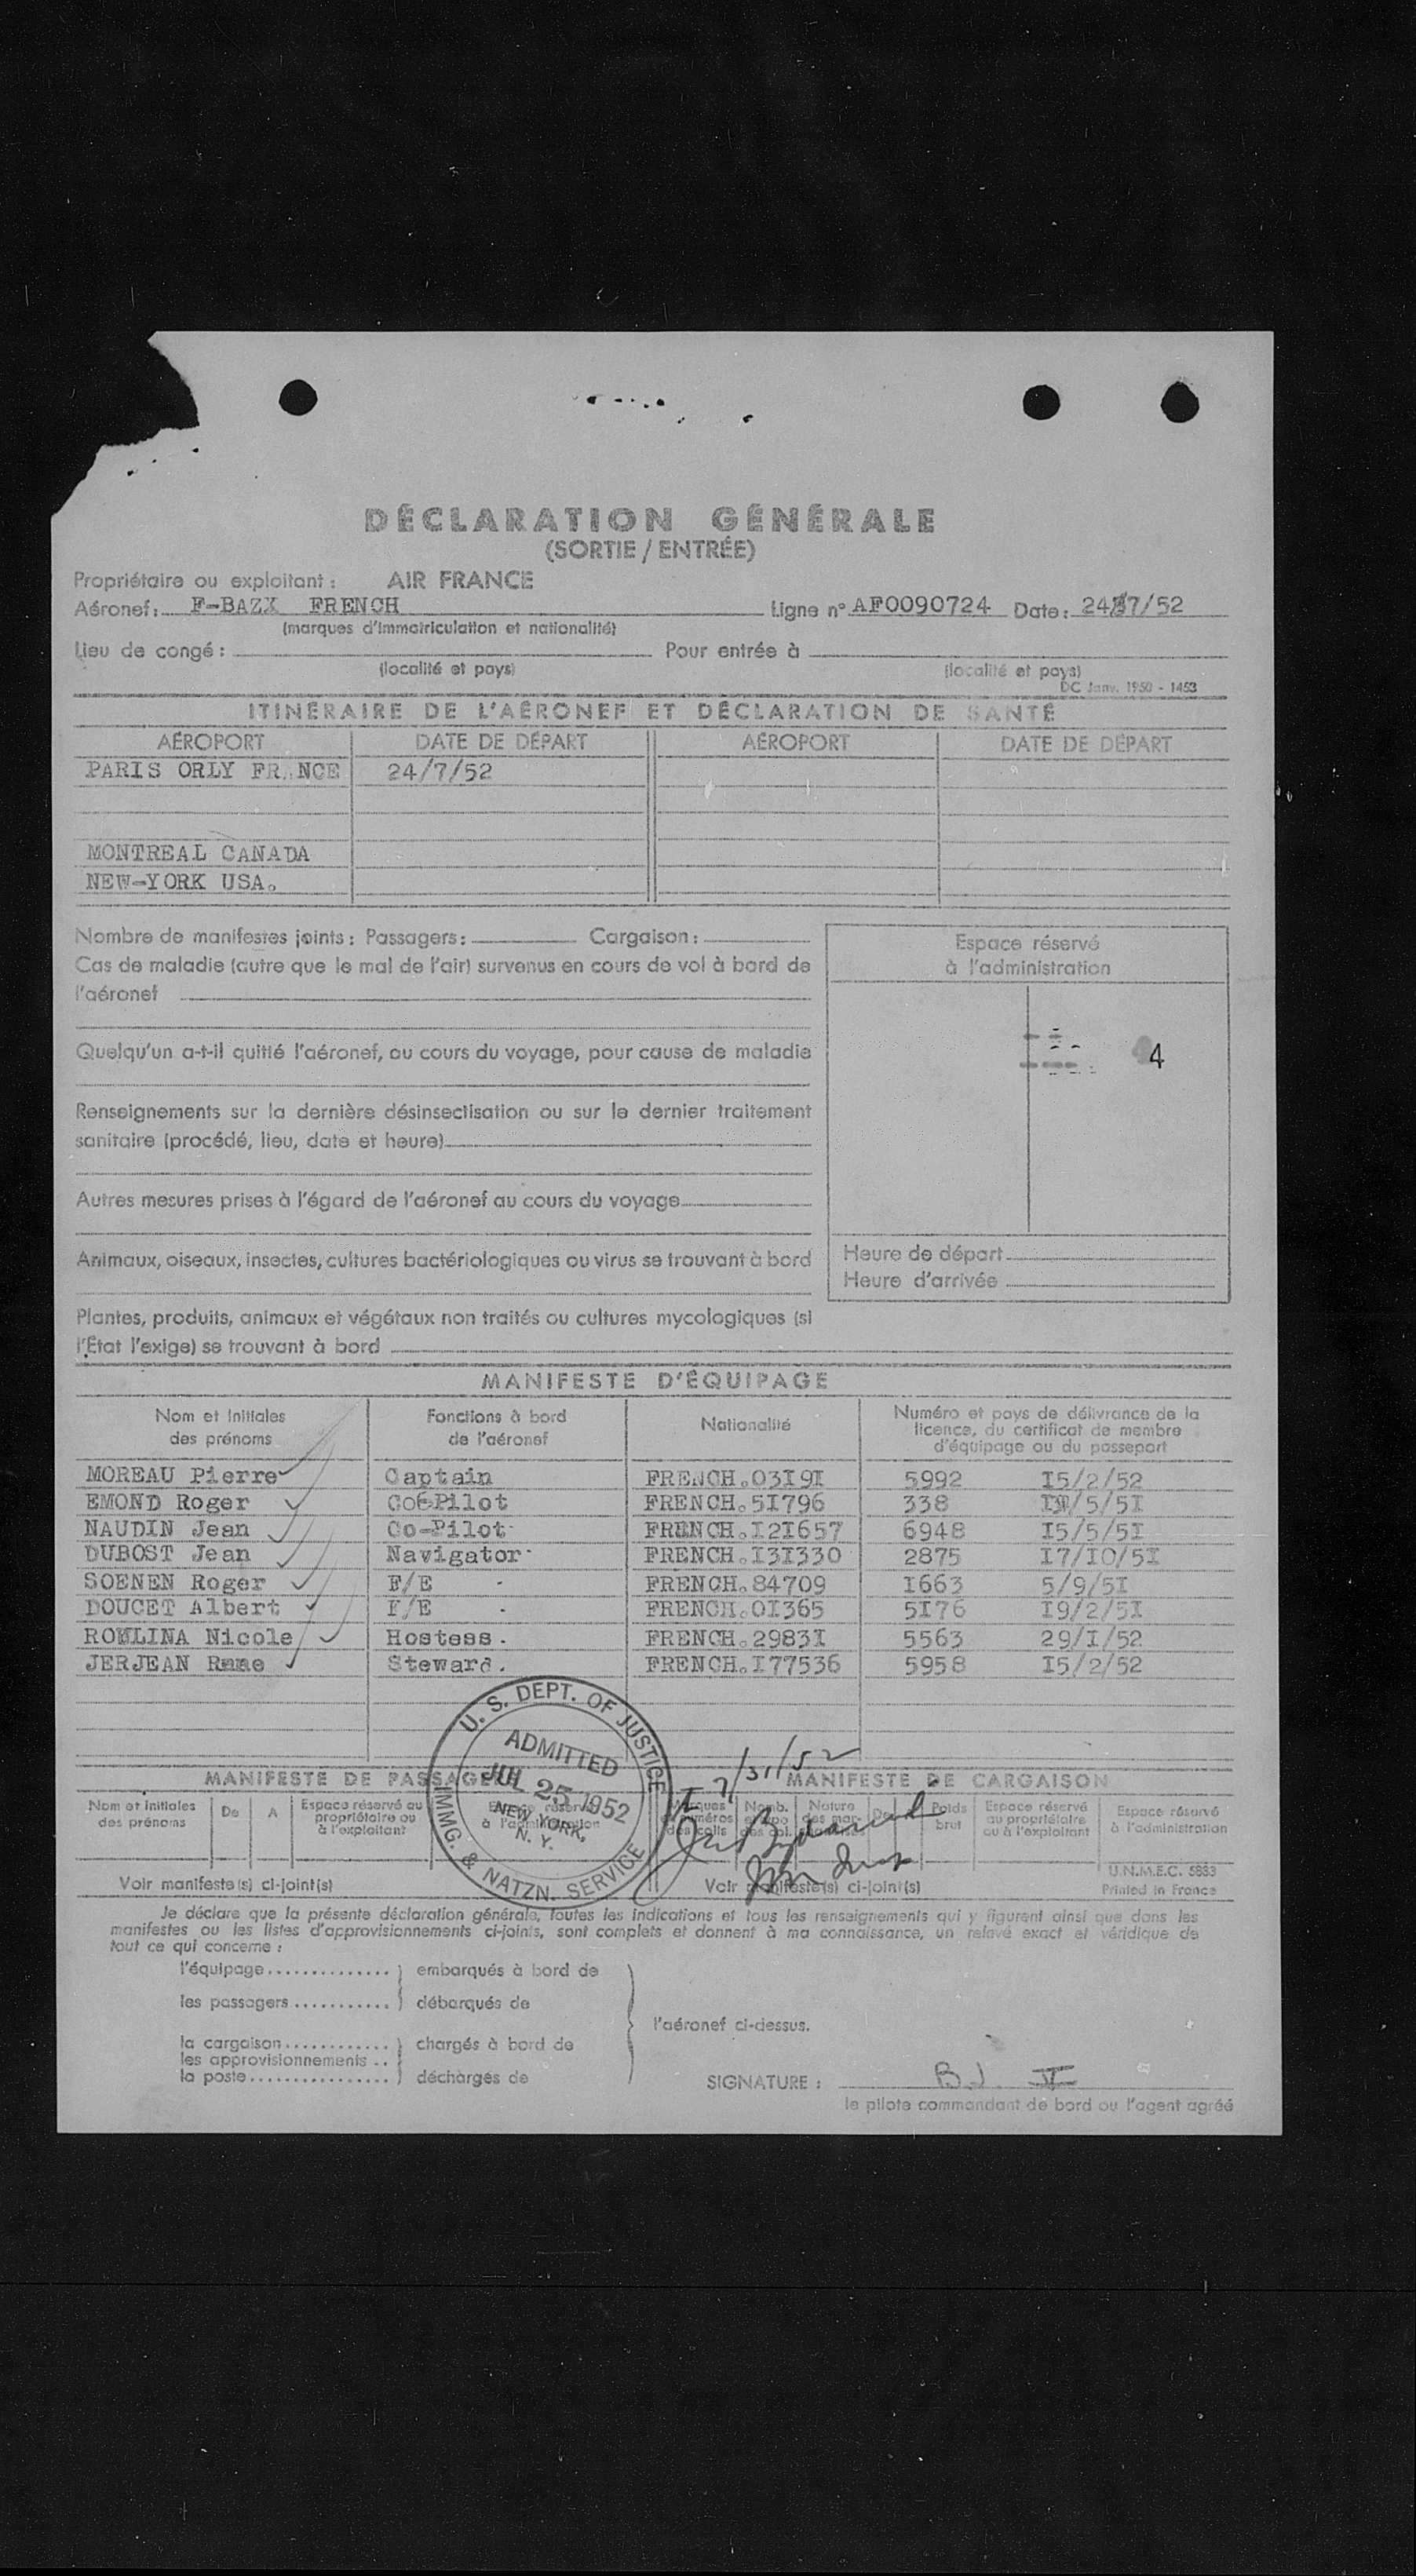 DÉCLARATION GÉNÉRALE
(SORTIE / ENTRÉE)
Propriétaire ou exploitant : AIR FRANCE
Aéronef : F-BAZX FRENCH Ligne n° AF0090724 Date : 24/7/52
(marques d'immatriculation et nationalité)
Lieu de congé : Pour entrée à
(localité et pays) (localité et pays)
DC Janv. 1950 - 1453
ITINÉRAIRE DE L'AÉRONEF ET DÉCLARATION DE SANTÉ
AÉROPORT DATE DE DÉPART AÉROPORT DATE DE DÉPART
PARIS ORLY FR.NCE 24/7/52
MONTREAL CANADA
NEW-YORK USA.
Nombre de manifestes joints : Passagers : Cargaison :
Espace réservé
à l'administration
Cas de maladie (autre que le mal de l'air) survenus en cours de vol à bord de
l'aéronef
Quelqu'un a-t-il quitté l'aéronef, au cours du voyage, pour cause de maladie
4
Renseignements sur la dernière désinsectisation ou sur le dernier traitement
sanitaire (procédé, lieu, date et heure)
Autres mesures prises à l'égard de l'aéronef au cours du voyage
Animaux, oiseaux, insectes, cultures bactériologiques ou virus se trouvant à bord
Heure de départ
Heure d'arrivée
Plantes, produits, animaux et végétaux non traités ou cultures mycologiques (si
l'État l'exige) se trouvant à bord
MANIFESTE D'ÉQUIPAGE
Nom et Initiales des prénoms Fonctions à bord de l'aéronef Nationalité Numéro et pays de délivrance de la licence, du certificat de membre d'équipage ou du passeport
MOREAU Pierre Captain FRENCH.03I9I 5992 I5/2/52
EMOND Roger Co-Pilot FRENCH.5I796 338 /5/5I
NAUDIN Jean Co-Pilot FRENCH.I2I657 6948 I5/5/5I
DUBOST Jean Navigator FRENCH.I3I330 2875 I7/IO/5I
SOENEN Roger F/E FRENCH.84709 I663 5/9/5I
DOUCET Albert F/E FRENCH.0I365 5I76 I9/2/5I
Nicole Hostess. FRENCH.2983I 5563 29/I/52
JERJEAN Steward. FRENCH.I77536 5958 I5/2/52
U. S. DEPT. OF JUSTICE
ADMITTED
JUL 25 1952
NEW YORK,
N. Y.
IMMG. & NATZN. SERVICE
7/31/52
MANIFESTE DE PASSAGERS MANIFESTE DE CARGAISON
Nom et initiales des prénoms De A Espace réservé au propriétaire ou à l'exploitant Espace réservé à l'administration Marques et numéros des colis Nomb. et typo des col. Nature des mar- chandises De Poids brut Espace réservé au propriétaire ou à l'exploitant Espace réservé à l'administration
U.N.M.E.C. 5883
Voir manifeste(s) ci-joint(s) Voir manifeste(s) ci-joint(s) Printed in France
Je déclare que la présente déclaration générale, toutes les indications et tous les renseignements qui y figurent ainsi que dans les
manifestes ou les listes d'approvisionnements ci-joints, sont complets et donnent à ma connaissance, un relevé exact et véridique de
tout ce qui concerne :
l'équipage.............. embarqués à bord de
les passagers........... débarqués de
l'aéronef ci-dessus.
la cargaison............ chargés à bord de
les approvisionnements ..
la poste................ déchargés de
SIGNATURE :
le pilote commandant de bord ou l'agent agréé